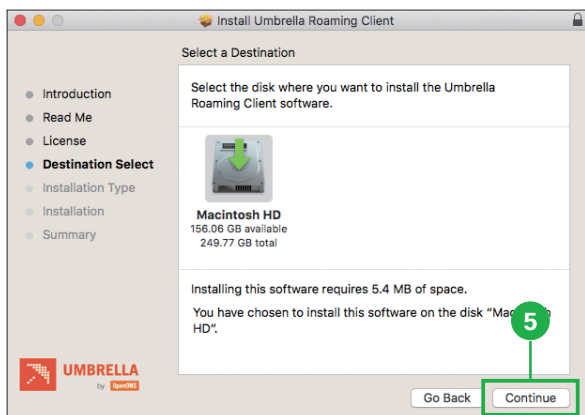 Install Umbrella Roaming Client
Select a Destination
Introduction
Read Me
License
Destination Select
Installation Type
Installation
Summary
Select the disk where you want to install the Umbrella
Roaming Client software.
Macintosh HD
156.06 GB available
249.77 GB total
Installing this software requires 5.4 MB of space.
You have chosen to install this software on the disk "Mac h
HD".
5
UMBRELLA
by OpenDNS
Go Back
Continue